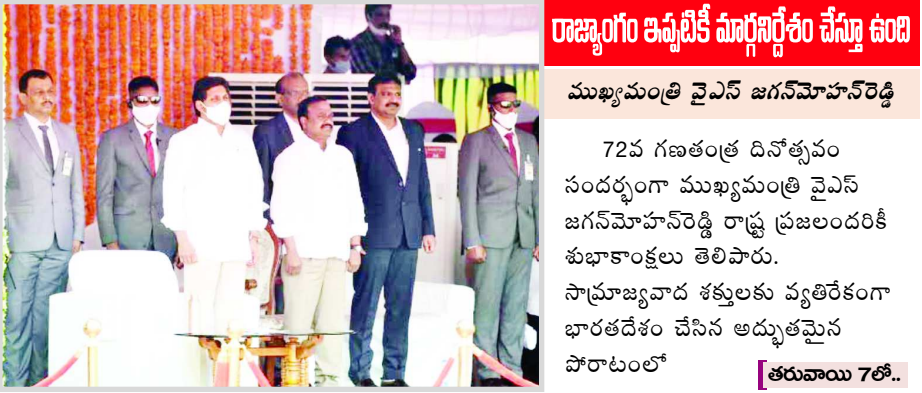 రాజ్యాంగం ఇప్పటికీ మార్గనిర్దేశం చేస్తూ ఉంది
ముఖ్యమంత్రి వైఎస్ జగన్‌మోహన్‌రెడ్డి
72వ గణతంత్ర దినోత్సవం
సందర్భంగా ముఖ్యమంత్రి వైఎస్
జగన్‌మోహన్‌రెడ్డి రాష్ట్ర ప్రజలందరికీ
శుభాకాంక్షలు తెలిపారు.
సామ్రాజ్యవాద శక్తులకు వ్యతిరేకంగా
భారతదేశం చేసిన అద్భుతమైన
పోరాటంలో
తరువాయి 7లో..